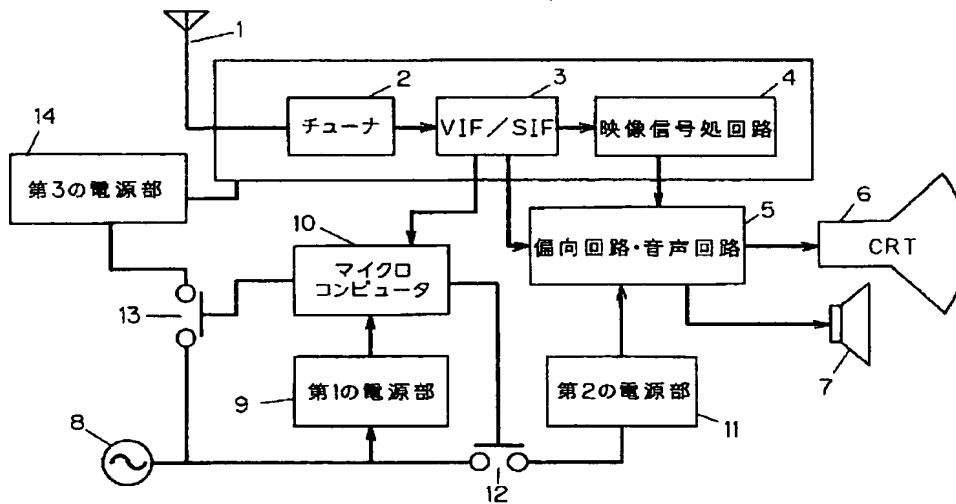 1
2
3
4
14
チューナ
VIF/SIF
映像信号処回路
第3の電源部
10
5
6
マイクロ
コンピュータ
偏向回路・音声回路
CRT
13
9
第1の電源部
第2の電源部
11
7
8
12